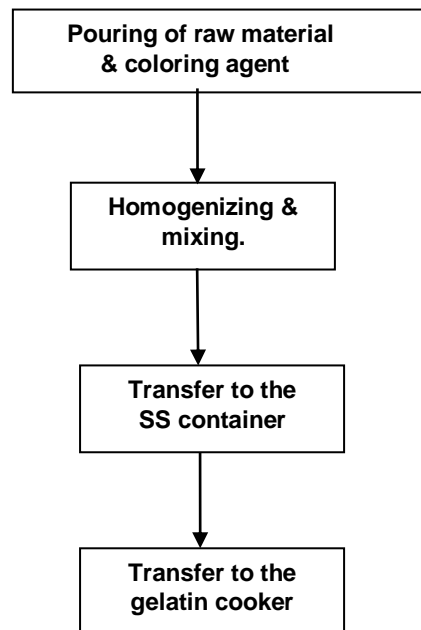 Pouring of raw material
& coloring agent
Homogenizing &
mixing.
Transfer to the
SS container
Transfer to the
gelatin cooker